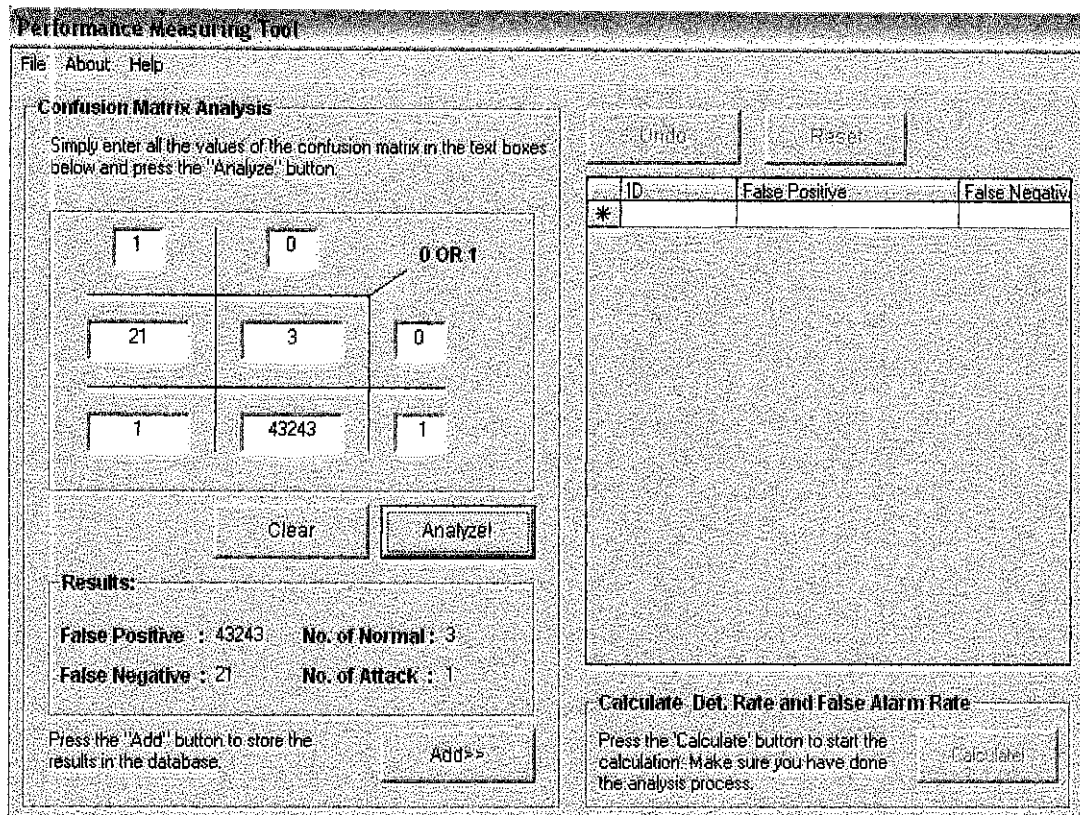 Performance Measuring Tool
File About Help
Confusion Matrix Analysis
Simply enter all the values of the confusion matrix in the text boxes
below and press the "Analyze" button.
1 0 0 OR 1
21 3 0
1 43243 1
Clear Analyze!
Results:
False Positive : 43243 No. of Normal : 3
False Negative : 21 No. of Attack : 1
Press the "Add" button to store the
results in the database.
Add>>
Undo Reset
ID False Positive False Negativ
*
Calculate Det. Rate and False Alarm Rate
Press the 'Calculate' button to start the
calculation. Make sure you have done
the analysis process.
Calculate!